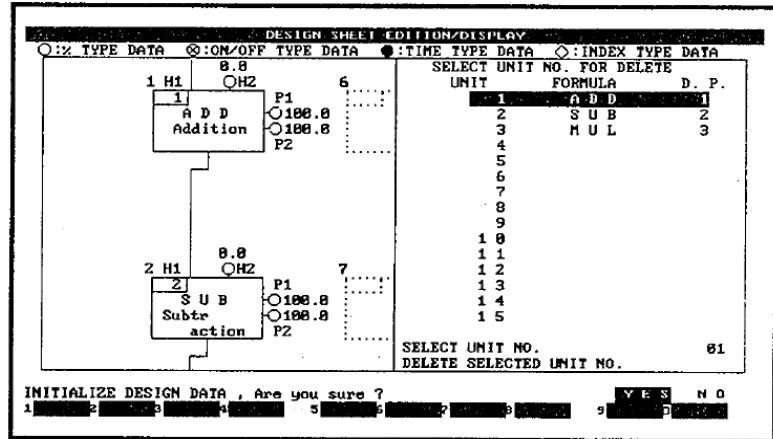 DESIGN SHEET EDITION/DISPLAY
○:% TYPE DATA ⊗:ON/OFF TYPE DATA ●:TIME TYPE DATA ◇:INDEX TYPE DATA
0.0
1 H1 H2 6
1
A D D
Addition
P1
100.0
100.0
P2
0.0
2 H1 H2 7
2
S U B
Subtr
action
P1
100.0
100.0
P2
SELECT UNIT NO. FOR DELETE
UNIT FORMULA D. P.
1 A D D 1
2 S U B 2
3 M U L 3
4
5
6
7
8
9
1 0
1 1
1 2
1 3
1 4
1 5
SELECT UNIT NO. 01
DELETE SELECTED UNIT NO.
INITIALIZE DESIGN DATA , Are you sure ? Y E S N O
1 2 3 4 5 6 7 8 9 0